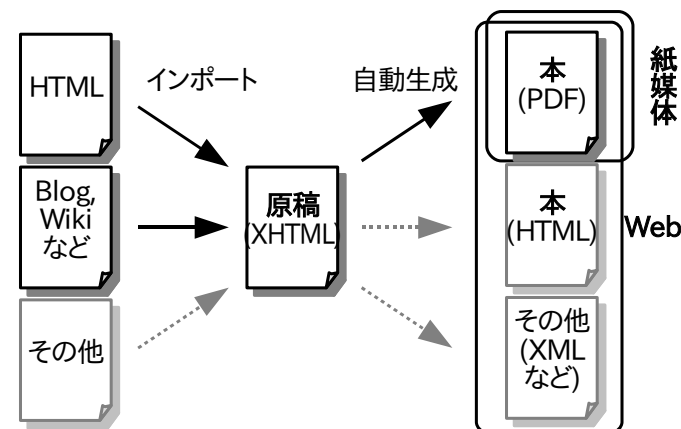 HTML
インポート
自動生成
本
(PDF)
紙媒体
Blog,
Wiki
など
原稿
(XHTML)
本
(HTML)
Web
その他
その他
(XML
など)